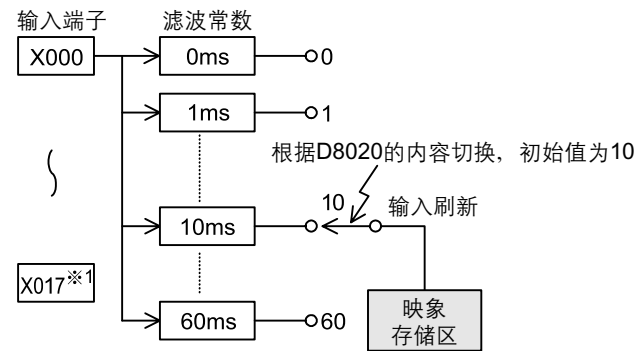 输入端子 滤波常数
X000 0ms 0
1ms 1
根据D8020的内容切换，初始值为10
10 输入刷新
10ms
X017※1
60ms 60
映象
存储区